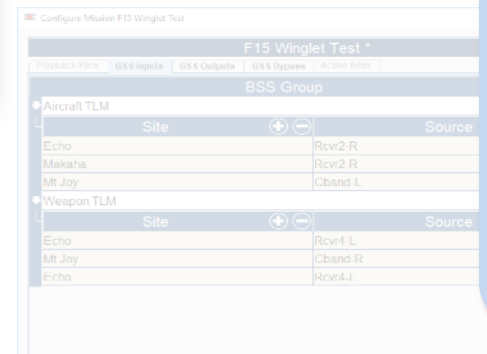 Configure Mission F15 Winglet Test
F15 Winglet Test *
Playback Files BSS Inputs BSS Outputs BSS Bypass Active Edits
BSS Group
Aircraft TLM
Site Source
Echo Rcvr2-R
Makaha Rcvr2-R
Mt Joy Cband-L
Weapon TLM
Site Source
Echo Rcvr4-L
Mt Joy Cband-R
Echo Rcvr4-L